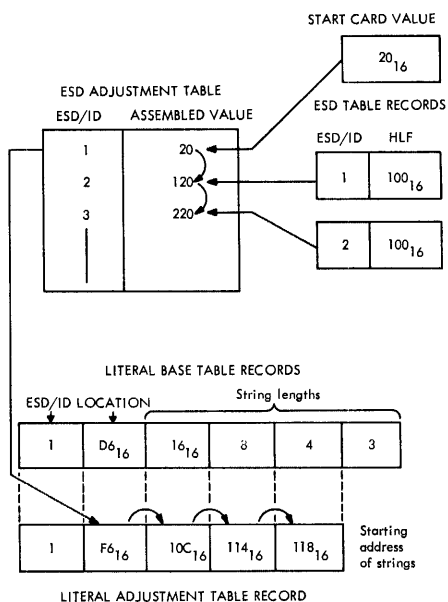 START CARD VALUE
20₁₆
ESD ADJUSTMENT TABLE
ESD/ID ASSEMBLED VALUE
ESD TABLE RECORDS
ESD/ID HLF
1 20
2 120
1 100₁₆
3 220
2 100₁₆
LITERAL BASE TABLE RECORDS
ESD/ID LOCATION
String lengths
1 D6₁₆ 16₁₆ 8 4 3
1 F6₁₆ 10C₁₆ 114₁₆ 118₁₆
Starting
address
of strings
LITERAL ADJUSTMENT TABLE RECORD